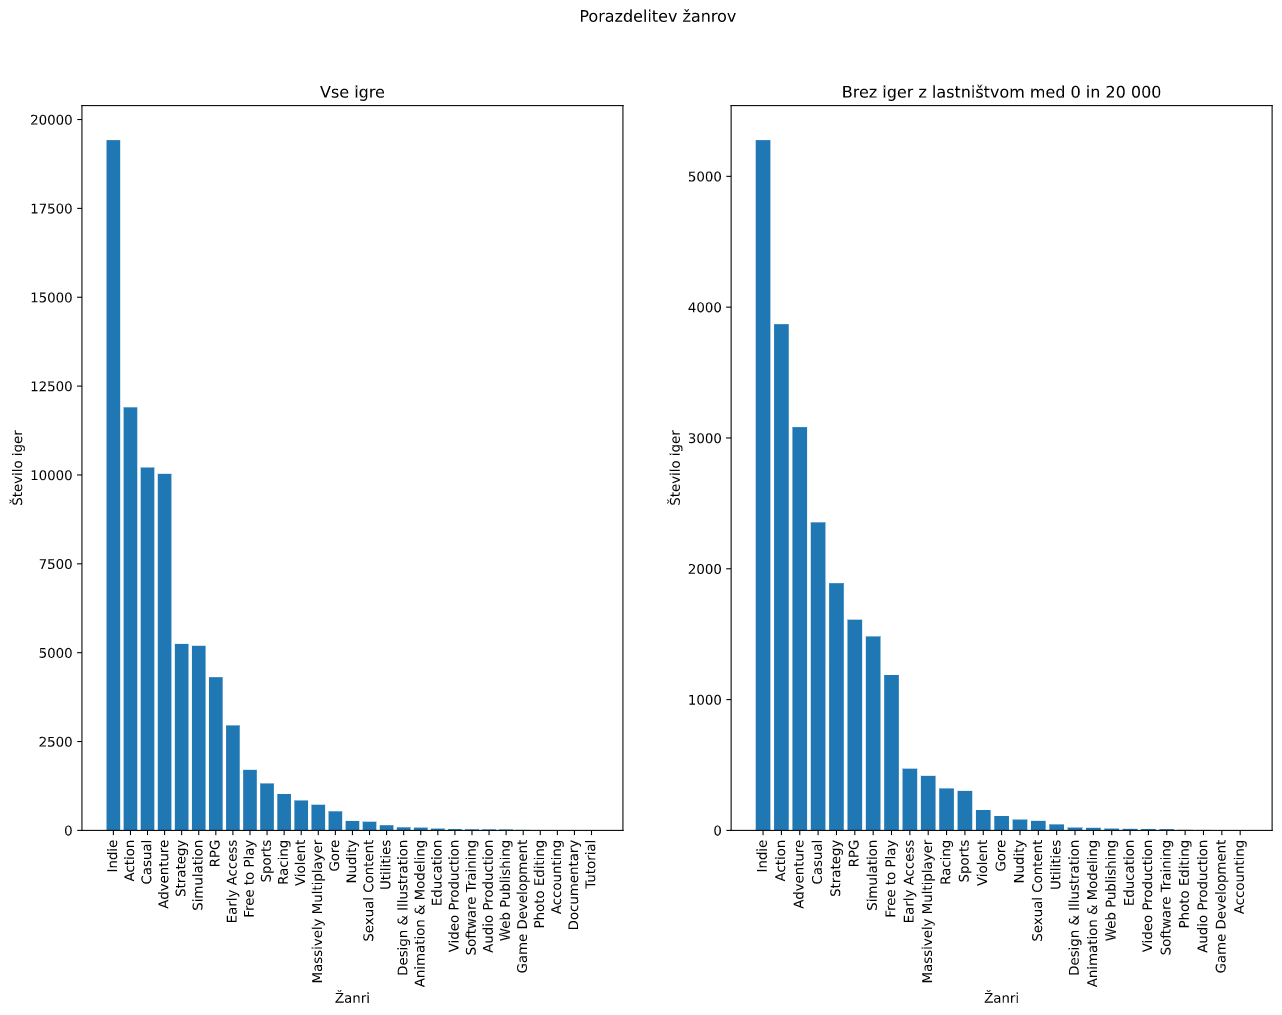 Porazdelitev žanrov
Vse igre
Število iger
20000
17500
15000
12500
10000
7500
5000
2500
0
Indie
Action
Casual
Adventure
Strategy
Simulation
RPG
Early Access
Free to Play
Sports
Racing
Violent
Massively Multiplayer
Gore
Nudity
Sexual Content
Utilities
Design & Illustration
Animation & Modeling
Education
Video Production
Software Training
Audio Production
Web Publishing
Game Development
Photo Editing
Accounting
Documentary
Tutorial
Žanri
Brez iger z lastništvom med 0 in 20 000
Število iger
5000
4000
3000
2000
1000
0
Indie
Action
Adventure
Casual
Strategy
RPG
Simulation
Free to Play
Early Access
Massively Multiplayer
Racing
Sports
Violent
Gore
Nudity
Sexual Content
Utilities
Design & Illustration
Animation & Modeling
Web Publishing
Education
Video Production
Software Training
Photo Editing
Audio Production
Game Development
Accounting
Žanri